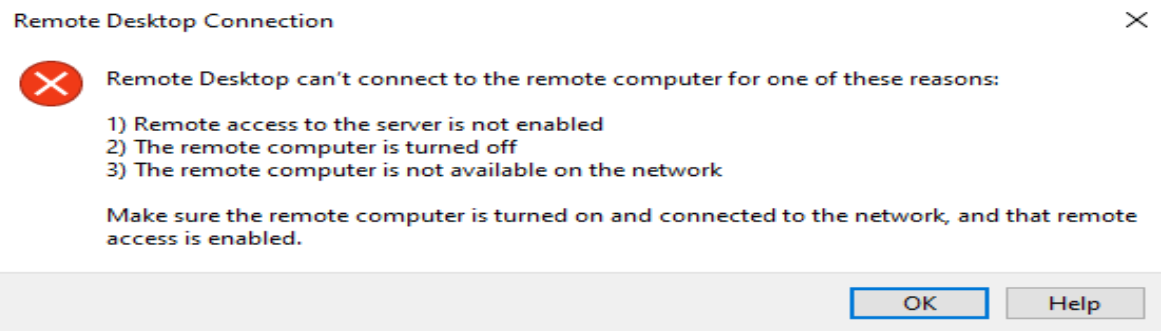 Remote Desktop Connection
Remote Desktop can't connect to the remote computer for one of these reasons:
1) Remote access to the server is not enabled
2) The remote computer is turned off
3) The remote computer is not available on the network
Make sure the remote computer is turned on and connected to the network, and that remote
access is enabled.
OK
Help